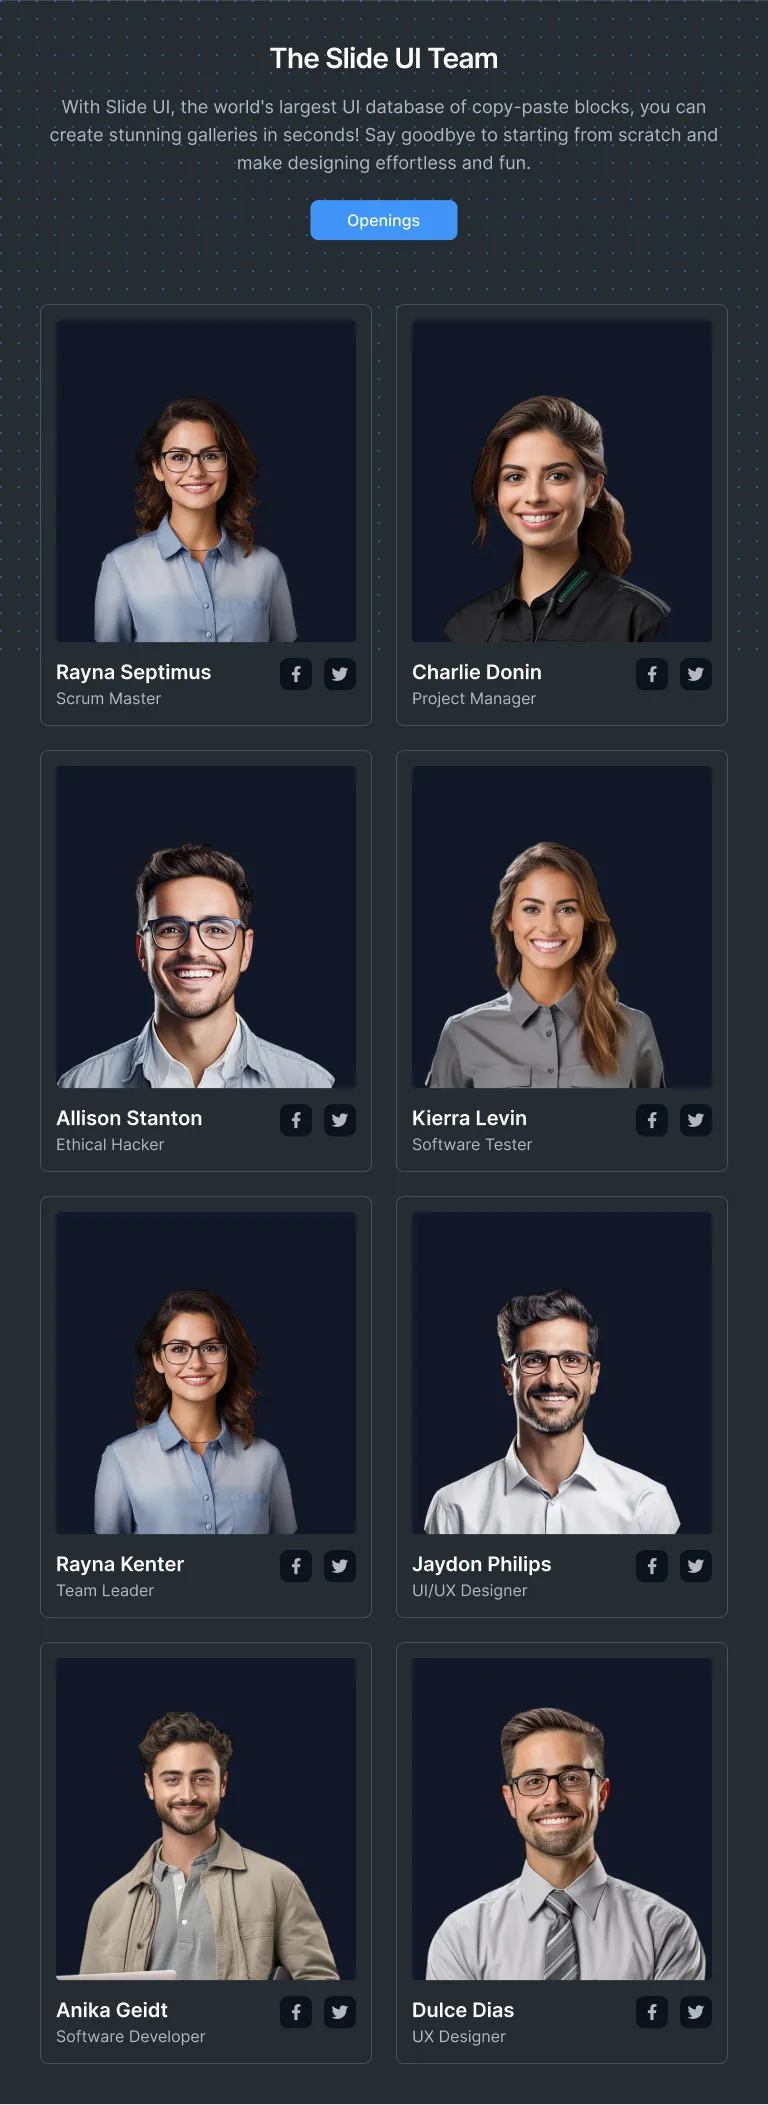 The Slide UI Team
With Slide UI, the world's largest UI database of copy-paste blocks, you can
create stunning galleries in seconds! Say goodbye to starting from scratch and
make designing effortless and fun.
Openings
Rayna Septimus
Scrum Master
Charlie Donin
Project Manager
Allison Stanton
Ethical Hacker
Kierra Levin
Software Tester
Rayna Kenter
Team Leader
Jaydon Philips
UI/UX Designer
Anika Geidt
Software Developer
Dulce Dias
UX Designer